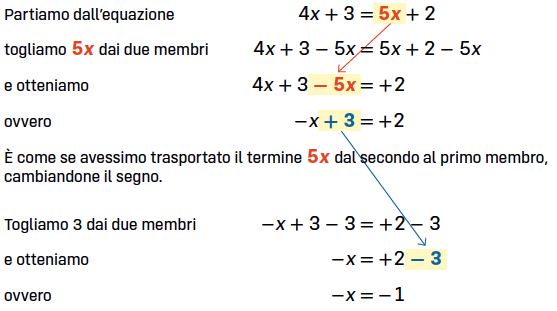 Partiamo dall'equazione 4x + 3 = 5x + 2
togliamo 5x dai due membri 4x + 3 − 5x = 5x + 2 − 5x
e otteniamo 4x + 3 − 5x = +2
ovvero −x + 3 = +2
È come se avessimo trasportato il termine 5x dal secondo al primo membro,
cambiandone il segno.
Togliamo 3 dai due membri −x + 3 − 3 = +2 − 3
e otteniamo −x = +2 − 3
ovvero −x = −1